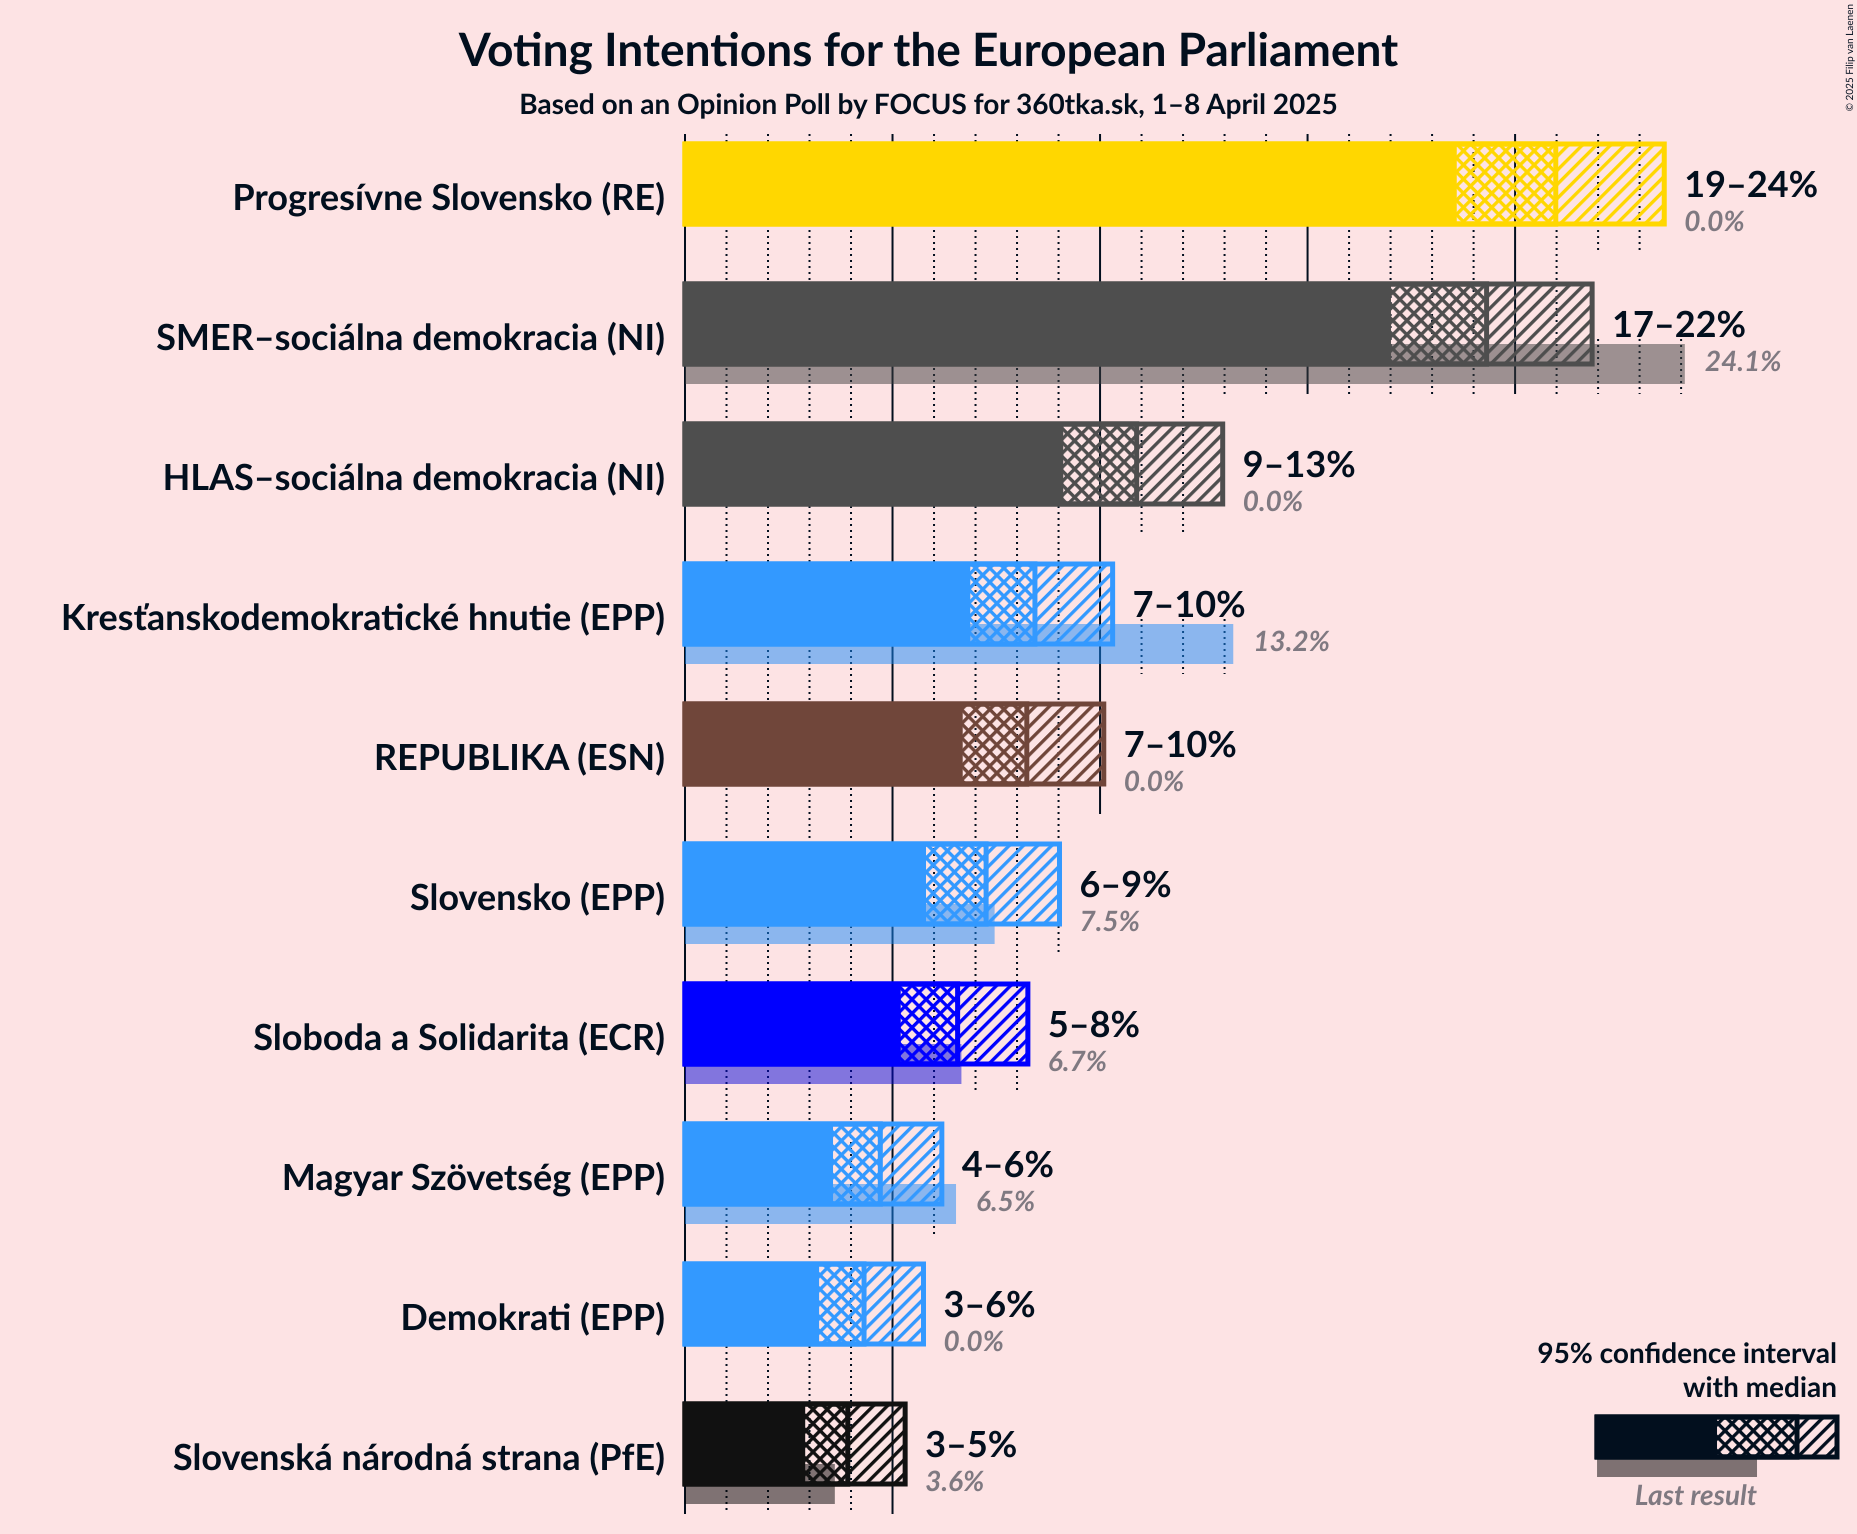 Voting Intentions for the European Parliament
Based on an Opinion Poll by FOCUS for 360tka.sk, 1–8 April 2025
© 2025 Filip van Laenen
Progresívne Slovensko (RE)
19–24%
0.0%
SMER–sociálna demokracia (NI)
17–22%
24.1%
HLAS–sociálna demokracia (NI)
9–13%
0.0%
Kresťanskodemokratické hnutie (EPP)
7–10%
13.2%
REPUBLIKA (ESN)
7–10%
0.0%
Slovensko (EPP)
6–9%
7.5%
Sloboda a Solidarita (ECR)
5–8%
6.7%
Magyar Szövetség (EPP)
4–6%
6.5%
Demokrati (EPP)
3–6%
0.0%
Slovenská národná strana (PfE)
3–5%
3.6%
95% confidence interval
with median
Last result